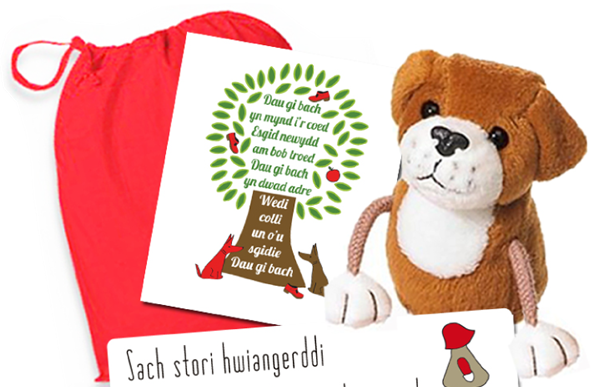 Dau gi bach
yn mynd i'r coed
Esgid newydd
am bob troed
Dau gi bach
yn dwad adre
Wedi
colli
un o'u
sgidie
Dau gi bach
Sach stori hwiangerddi